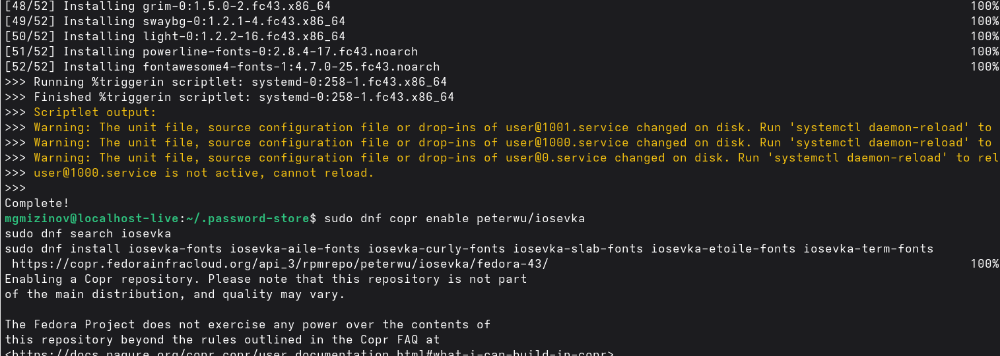 [48/52] Installing grim-0:1.5.0-2.fc43.x86_64 100%
[49/52] Installing swaybg-0:1.2.1-4.fc43.x86_64 100%
[50/52] Installing light-0:1.2.2-16.fc43.x86_64 100%
[51/52] Installing powerline-fonts-0:2.8.4-17.fc43.noarch 100%
[52/52] Installing fontawesome4-fonts-1:4.7.0-25.fc43.noarch 100%
>>> Running %triggerin scriptlet: systemd-0:258-1.fc43.x86_64
>>> Finished %triggerin scriptlet: systemd-0:258-1.fc43.x86_64
>>> Scriptlet output:
>>> Warning: The unit file, source configuration file or drop-ins of user@1001.service changed on disk. Run 'systemctl daemon-reload' to
>>> Warning: The unit file, source configuration file or drop-ins of user@1000.service changed on disk. Run 'systemctl daemon-reload' to
>>> Warning: The unit file, source configuration file or drop-ins of user@0.service changed on disk. Run 'systemctl daemon-reload' to rel
>>> user@1000.service is not active, cannot reload.
>>>
Complete!
mgmizinov@localhost-live:~/.password-store$ sudo dnf copr enable peterwu/iosevka
sudo dnf search iosevka
sudo dnf install iosevka-fonts iosevka-aile-fonts iosevka-curly-fonts iosevka-slab-fonts iosevka-etoile-fonts iosevka-term-fonts
https://copr.fedorainfracloud.org/api_3/rpmrepo/peterwu/iosevka/fedora-43/ 100%
Enabling a Copr repository. Please note that this repository is not part
of the main distribution, and quality may vary.

The Fedora Project does not exercise any power over the contents of
this repository beyond the rules outlined in the Copr FAQ at
<https://docs.pagure.org/copr.copr/user_documentation.html#what-i-can-build-in-copr>